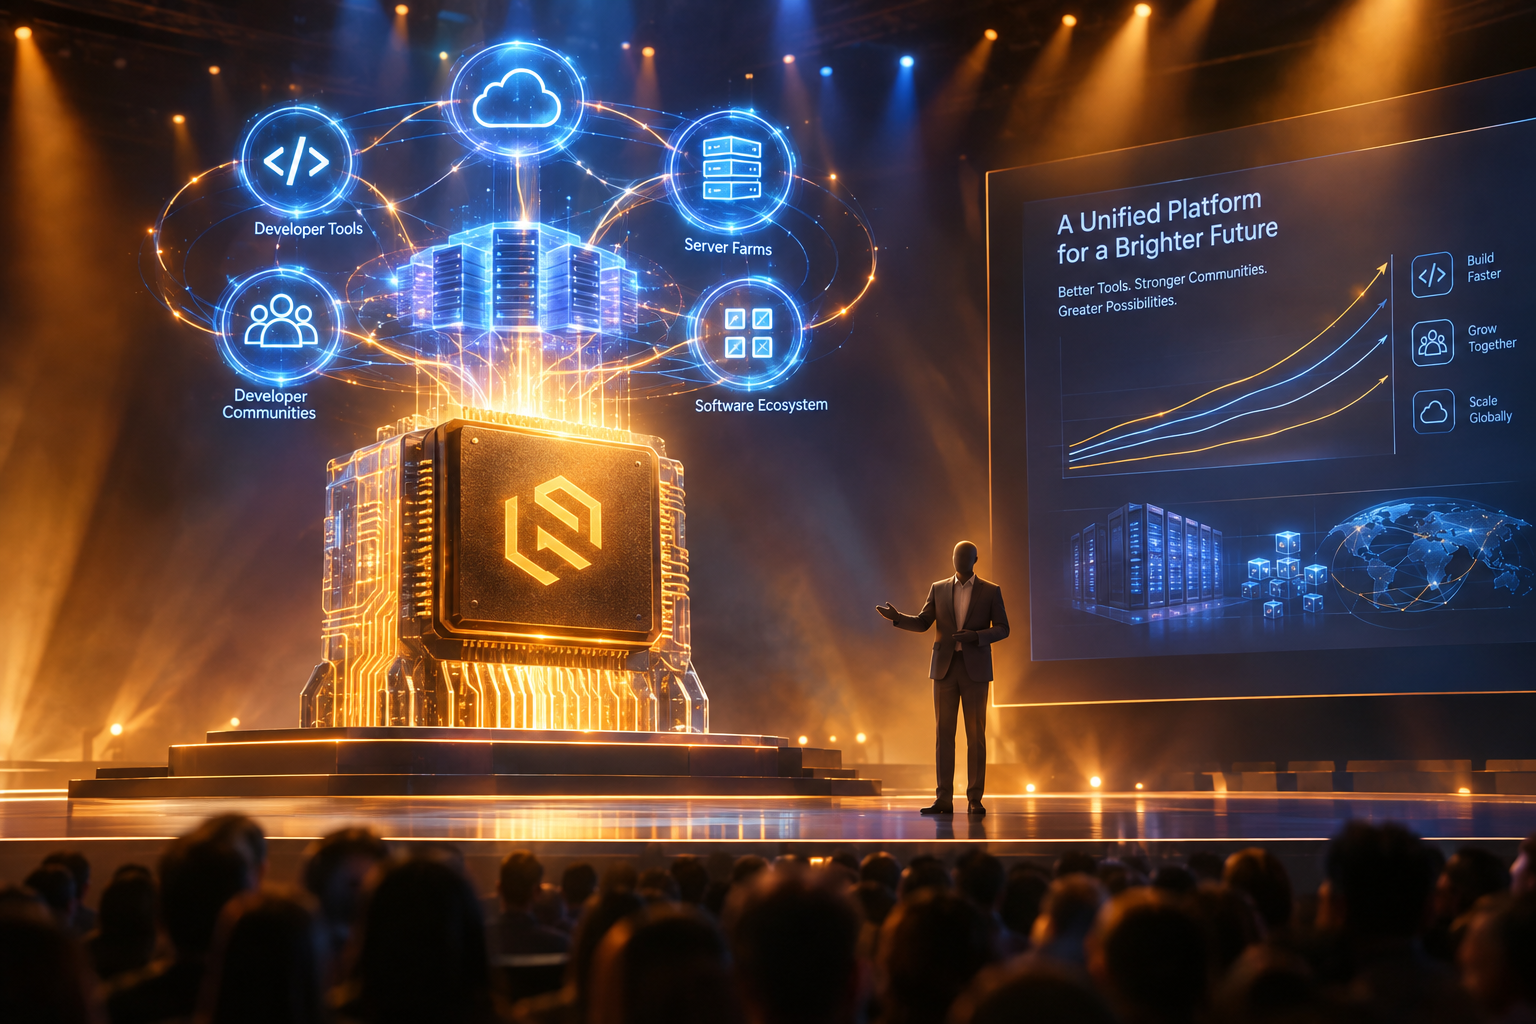 Developer Tools
Server Farms
Developer
Communities
Software Ecosystem
A Unified Platform
for a Brighter Future
Better Tools. Stronger Communities.
Greater Possibilities.
Build
Faster
Grow
Together
Scale
Globally